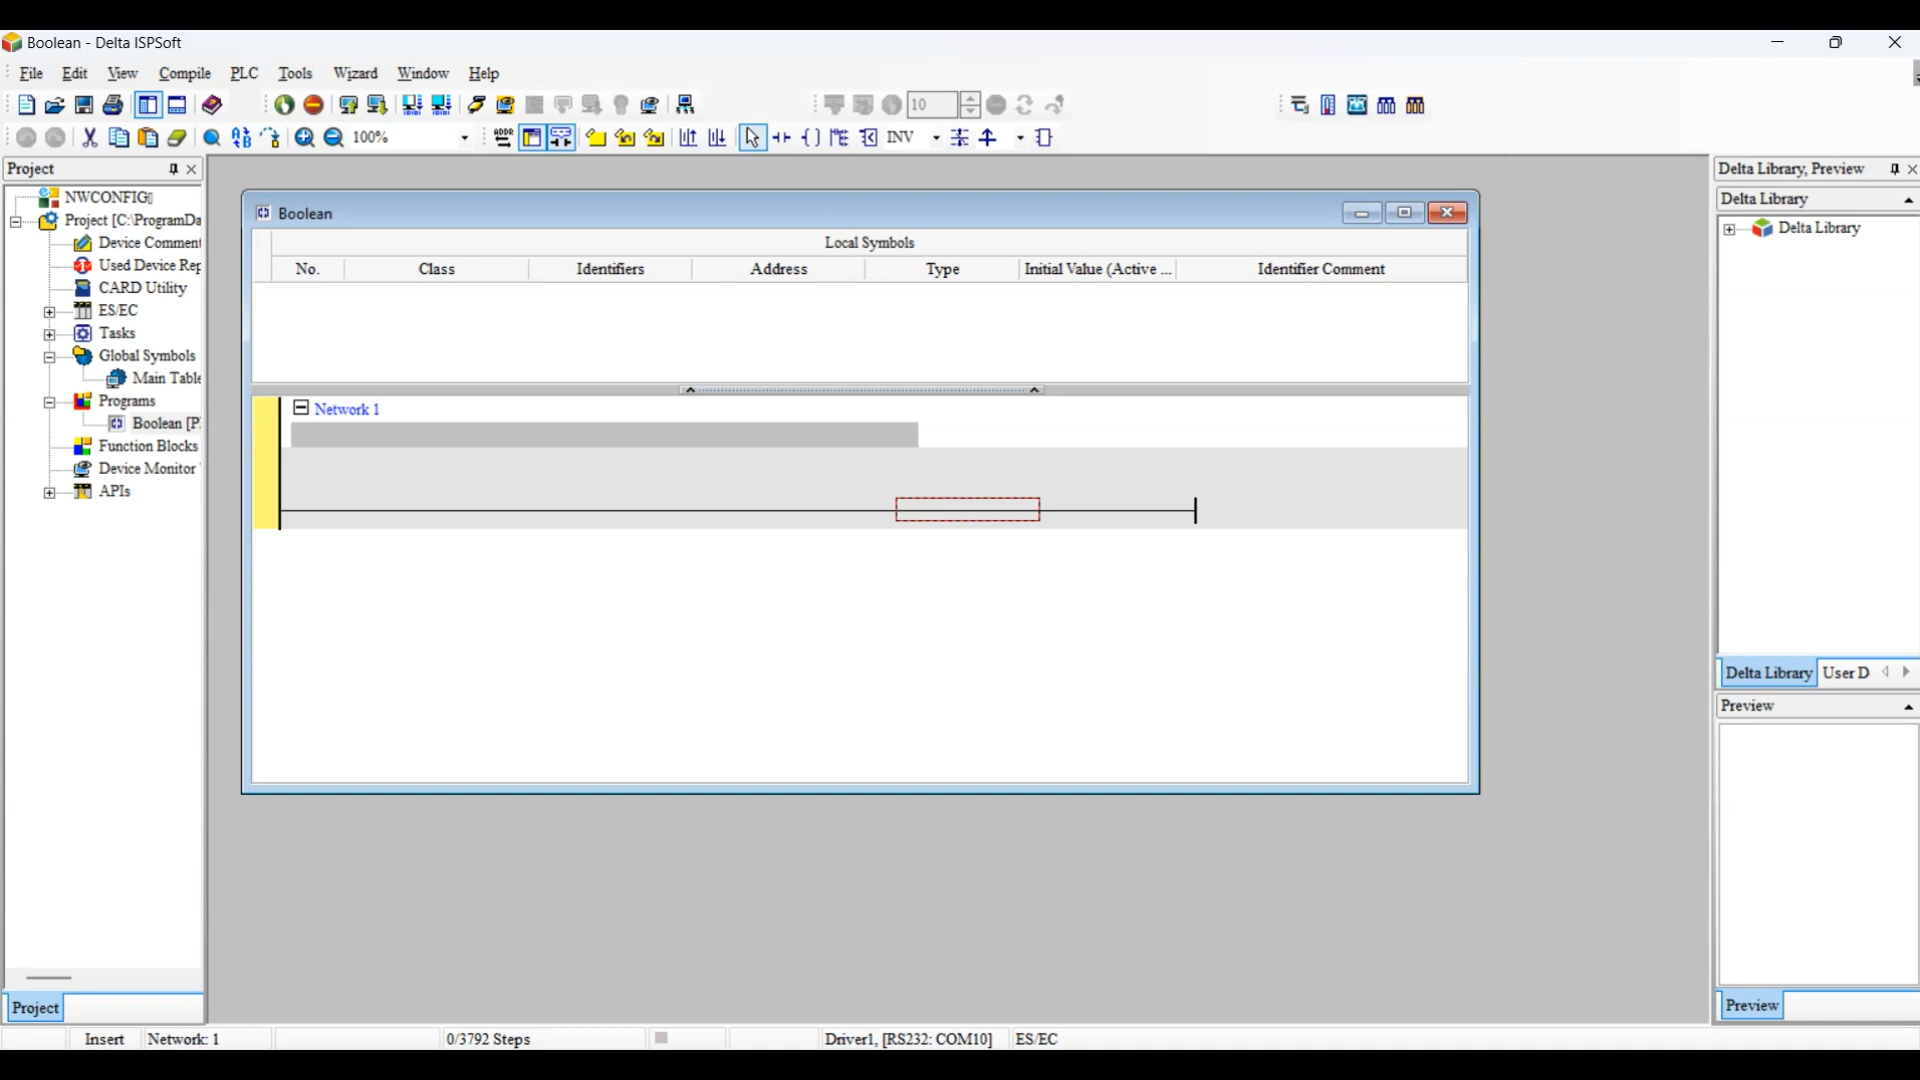 Boolean - Delta ISPSoft
File Edit View Compile PLC Tools Wizard Window Help
10
100% ADDR INV
Project
NWCONFIG
Project [C:\ProgramDa
Device Comment
Used Device Rep
CARD Utility
ES/EC
Tasks
Global Symbols
Main Table
Programs
Boolean [P
Function Blocks
Device Monitor
APIs
Project
Boolean
Local Symbols
No. Class Identifiers Address Type Initial Value (Active ... Identifier Comment
Network 1
Delta Library, Preview
Delta Library
Delta Library
Delta Library User D
Preview
Preview
Insert Network: 1 0/3792 Steps Driver1, [RS232: COM10] ES/EC